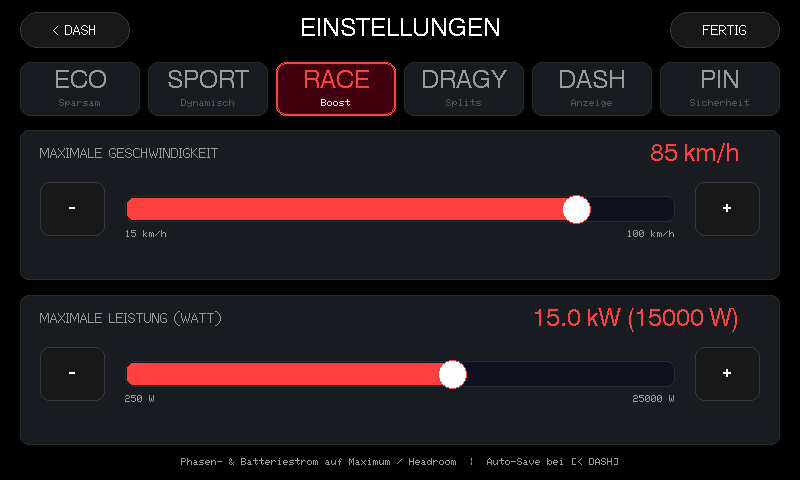 < DASH
EINSTELLUNGEN
FERTIG
ECO
Sparsam
SPORT
Dynamisch
RACE
Boost
DRAGY
Splits
DASH
Anzeige
PIN
Sicherheit
MAXIMALE GESCHWINDIGKEIT
85 km/h
-
+
15 km/h
100 km/h
MAXIMALE LEISTUNG (WATT)
15.0 kW (15000 W)
-
+
250 W
25000 W
Phasen- & Batteriestrom auf Maximum / Headroom | Auto-Save bei [< DASH]